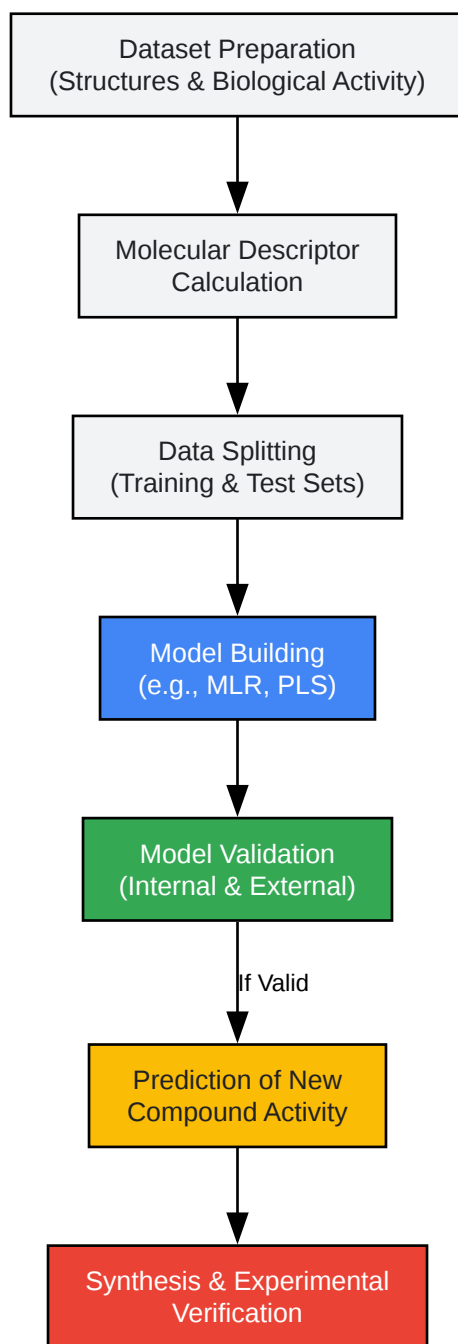 Dataset Preparation
(Structures & Biological Activity)
Molecular Descriptor
Calculation
Data Splitting
(Training & Test Sets)
Model Building
(e.g., MLR, PLS)
Model Validation
(Internal & External)
If Valid
Prediction of New
Compound Activity
Synthesis & Experimental
Verification